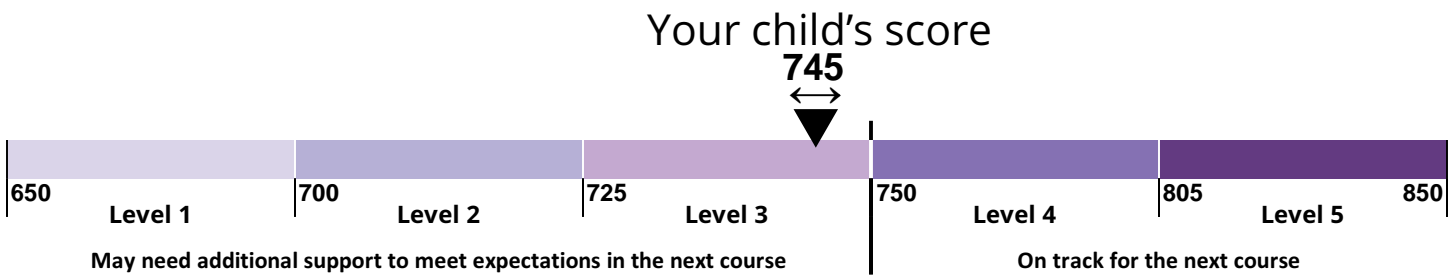 Your child's score
745
650 700 725 750 805 850
Level 1 Level 2 Level 3 Level 4 Level 5
May need additional support to meet expectations in the next course On track for the next course